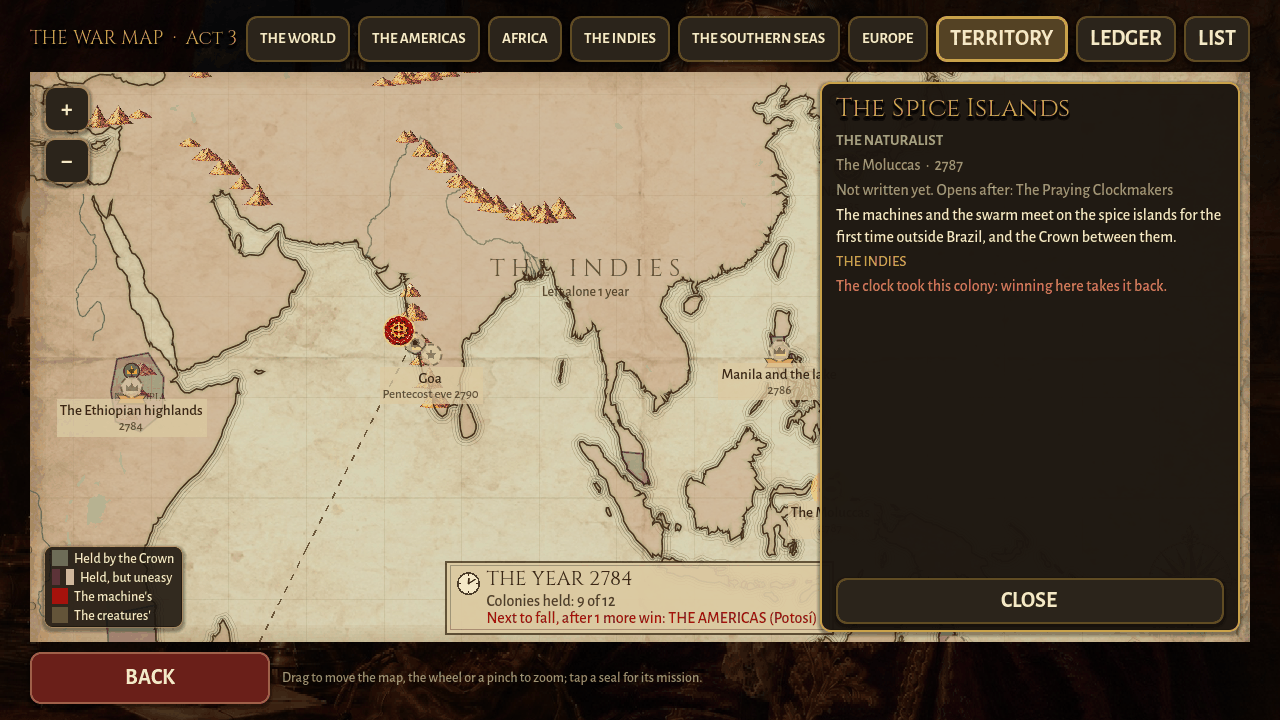 THE WAR MAP · ACT 3
THE WORLD
THE AMERICAS
AFRICA
THE INDIES
THE SOUTHERN SEAS
EUROPE
TERRITORY
LEDGER
LIST
+
−
THE INDIES
Left alone 1 year
Goa
Pentecost eve 2790
Manila and the la
2786
The Ethiopian highlands
2784
The M
Held by the Crown
Held, but uneasy
The machine's
The creatures'
THE YEAR 2784
Colonies held: 9 of 12
Next to fall, after 1 more win: THE AMERICAS (Potosí)
THE SPICE ISLANDS
THE NATURALIST
The Moluccas · 2787
Not written yet. Opens after: The Praying Clockmakers
The machines and the swarm meet on the spice islands for the
first time outside Brazil, and the Crown between them.
THE INDIES
The clock took this colony: winning here takes it back.
CLOSE
BACK
Drag to move the map, the wheel or a pinch to zoom; tap a seal for its mission.